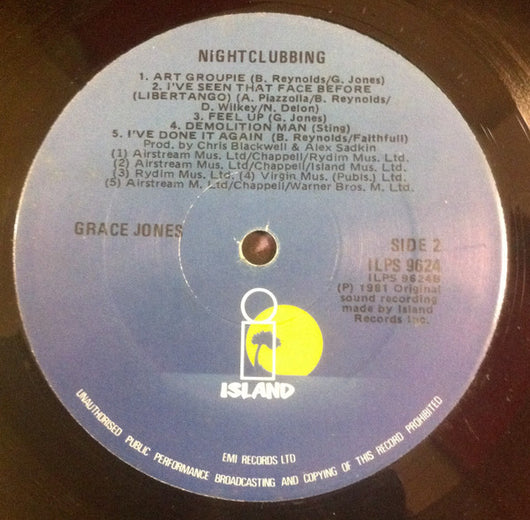 NiGHTCLUBBING
1. ART GROUPIE (B. Reynolds/G. Jones)
2. I'VE SEEN THAT FACE BEFORE
(LIBERTANGO) (A. Piazzolla/B. Reynolds/
D. Wilkey/N. Delon)
3. FEEL UP (G. Jones)
4. DEMOLITION MAN (Sting)
5. I'VE DONE IT AGAIN (B. Reynolds/Faithfull)
Prod. by Chris Blackwell & Alex Sadkin
(1) Airstream Mus. Ltd/Chappell/Rydim Mus. Ltd.
(2) Airstream Mus. Ltd/Chappell/Island Mus. Ltd.
(3) Rydim Mus. Ltd. (4) Virgin Mus. (Publs.) Ltd.
(5) Airstream M. Ltd/Chappell/Warner Bros. M. Ltd.
GRACE JONES
SIDE 2
ILPS 9624
ILPS 9624B
(P) 1981 Original
sound recording
made by Island
Records Inc.
ISLAND
EMI RECORDS LTD
UNAUTHORISED PUBLIC PERFORMANCE BROADCASTING AND COPYING OF THIS RECORD PROHIBITED